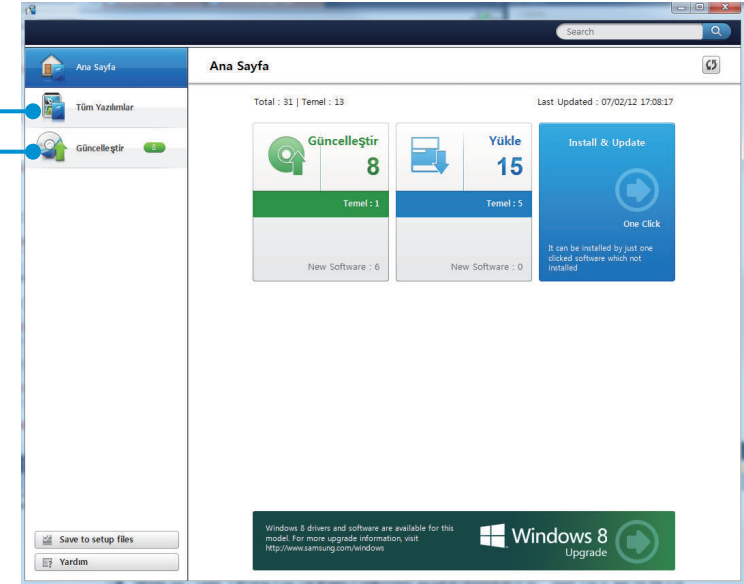 Search
Ana Sayfa
Tüm Yazılımlar
Güncelleştir 8
Ana Sayfa
Total : 31 | Temel : 13
Last Updated : 07/02/12 17:08:17
Güncelleştir
8
Temel : 1
New Software : 6
Yükle
15
Temel : 5
New Software : 0
Install & Update
One Click
It can be installed by just one
clicked software which not
installed
Windows 8 drivers and software are available for this
model. For more upgrade information, visit
http://www.samsung.com/windows
Windows 8
Upgrade
Save to setup files
Yardım